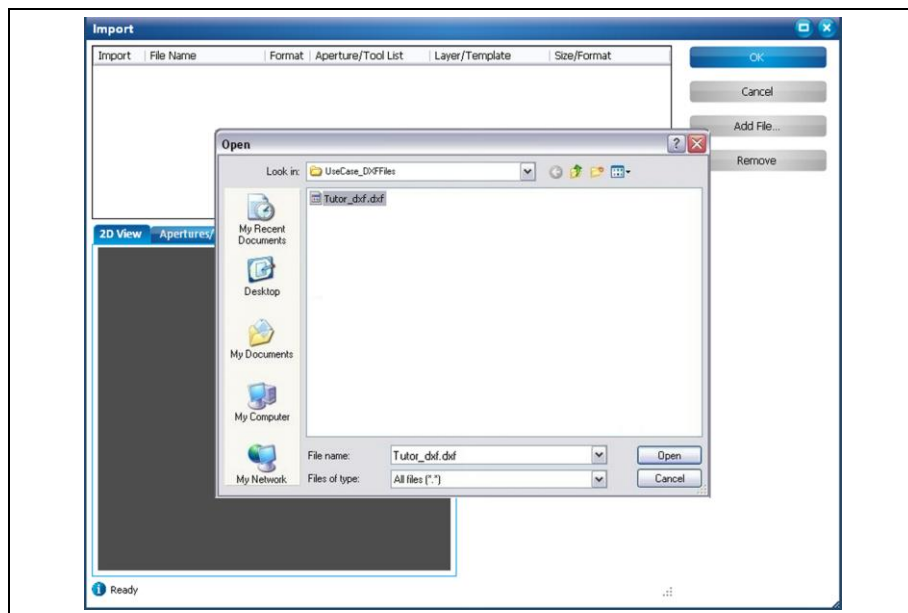 Import
Import File Name Format Aperture/Tool List Layer/Template Size/Format
OK
Cancel
Add File...
Remove
Open
Look in: UseCase_DXFFiles
Tutor_dxf.dxf
My Recent
Documents
Desktop
My Documents
My Computer
My Network
File name: Tutor_dxf.dxf Open
Files of type: All files (*.*) Cancel
2D View Apertures/
Ready